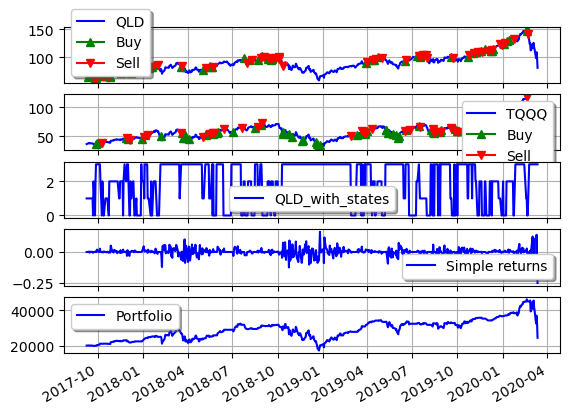 150
QLD
Buy
100
Sell
100
TQQQ
Buy
50
Sell
2
QLD_with_states
0
0.00
Simple returns
−0.25
40000
Portfolio
20000
2017-10
2018-01
2018-04
2018-07
2018-10
2019-01
2019-04
2019-07
2019-10
2020-01
2020-04